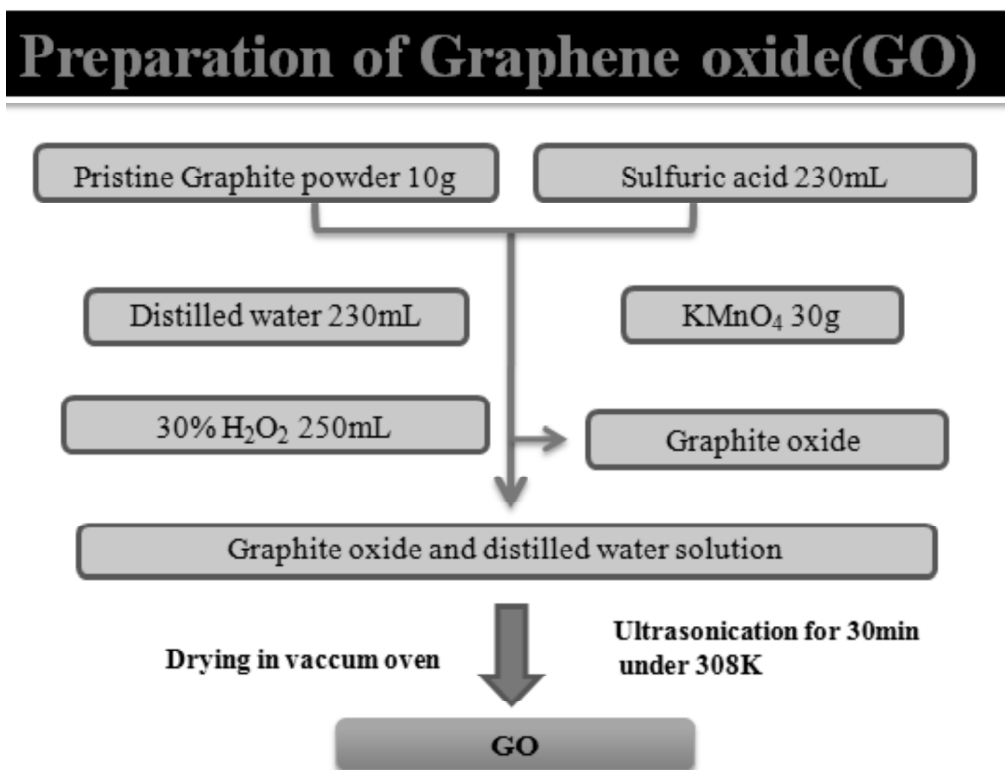 Preparation of Graphene oxide(GO)
Pristine Graphite powder 10g
Sulfuric acid 230mL
Distilled water 230mL
KMnO₄ 30g
30% H₂O₂ 250mL
Graphite oxide
Graphite oxide and distilled water solution
Drying in vaccum oven
Ultrasonication for 30min
under 308K
GO